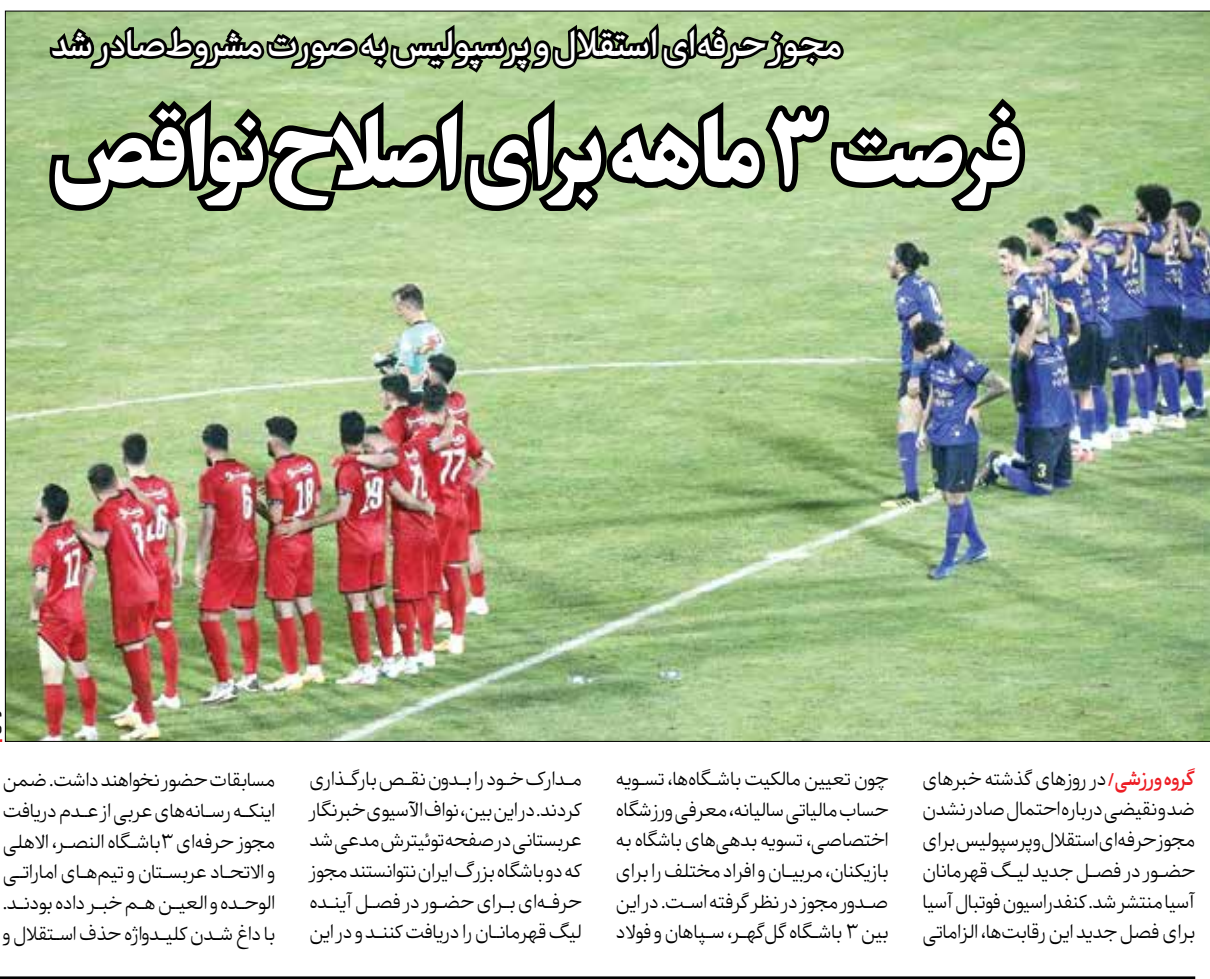 مجوز حرفه‌ای استقلال و پرسپولیس به صورت مشروط صادر شد
فرصت ۳ ماهه برای اصلاح نواقص
17
6
18
19
77
3
گروه ورزشی/ در روزهای گذشته خبرهای
ضدونقیضی درباره احتمال صادر نشدن
مجوز حرفه‌ای استقلال و پرسپولیس برای
حضور در فصل جدید لیگ قهرمانان
آسیا منتشر شد. کنفدراسیون فوتبال آسیا
برای فصل جدید این رقابت‌ها، الزاماتی
چون تعیین مالکیت باشگاه‌ها، تسویه
حساب مالیاتی سالیانه، معرفی ورزشگاه
اختصاصی، تسویه بدهی‌های باشگاه به
بازیکنان، مربیان و افراد مختلف را برای
صدور مجوز در نظر گرفته است. در این
بین ۳ باشگاه گل‌گهر، سپاهان و فولاد
مدارک خود را بدون نقص بارگذاری
کردند. در این بین، نواف الآسیوی خبرنگار
عربستانی در صفحه توئیترش مدعی شد
که دو باشگاه بزرگ ایران نتوانستند مجوز
حرفه‌ای برای حضور در فصل آینده
لیگ قهرمانان را دریافت کنند و در این
مسابقات حضور نخواهند داشت. ضمن
اینکه رسانه‌های عربی از عدم دریافت
مجوز حرفه‌ای ۳ باشگاه النصر، الاهلی
و الاتحاد عربستان و تیم‌های اماراتی
الوحده و العین هم خبر داده بودند.
با داغ شدن کلیدواژه حذف استقلال و